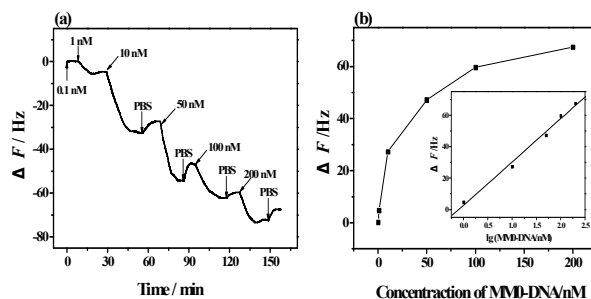 (a)
1 nM
10 nM
0.1 nM
PBS
50 nM
PBS
100 nM
PBS
200 nM
PBS
0
-20
-40
-60
-80
Δ F / Hz
0 30 60 90 120 150
Time / min
(b)
80
60
40
20
0
Δ F / Hz
0 50 100 150 200
Concentraction of MM0-DNA/nM
80
60
40
20
0
Δ F /Hz
0.0 0.5 1.0 1.5 2.0 2.5
lg (MM0-DNA/nM)